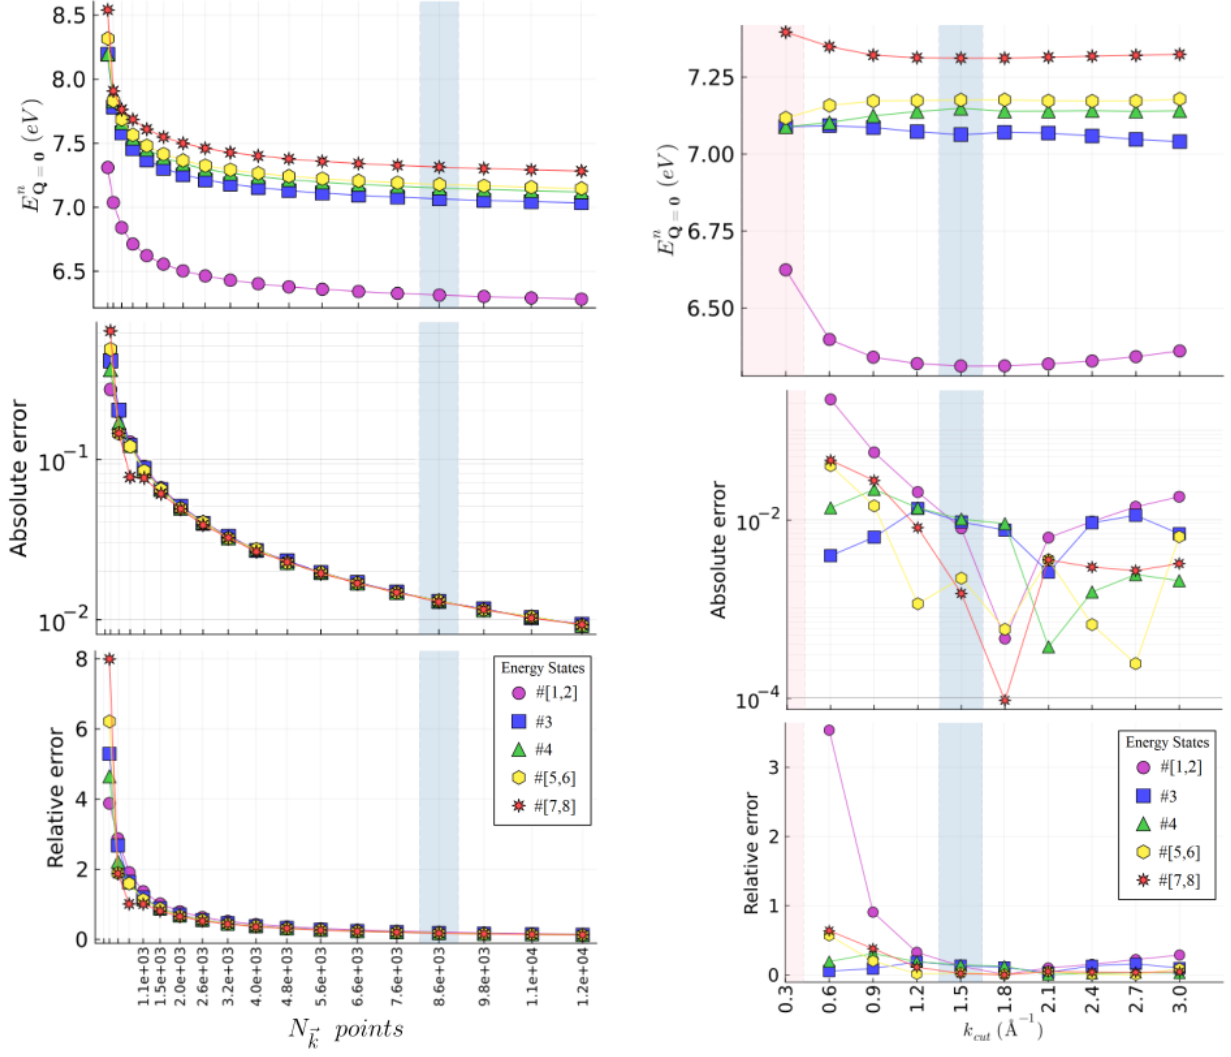 8.5
8.0
7.5
7.0
6.5
E^n_{Q=0} (eV)
10^{-1}
10^{-2}
Absolute error
8
6
4
2
0
Relative error
Energy States
#[1,2]
#3
#4
#[5,6]
#[7,8]
1.1e+03
1.5e+03
2.0e+03
2.6e+03
3.2e+03
4.0e+03
4.8e+03
5.6e+03
6.6e+03
7.6e+03
8.6e+03
9.8e+03
1.1e+04
1.2e+04
N_{\vec{k}} points
7.25
7.00
6.75
6.50
E^n_{Q=0} (eV)
10^{-2}
10^{-4}
Absolute error
3
2
1
0
Relative error
Energy States
#[1,2]
#3
#4
#[5,6]
#[7,8]
0.3
0.6
0.9
1.2
1.5
1.8
2.1
2.4
2.7
3.0
k_{cut} (Å^{-1})